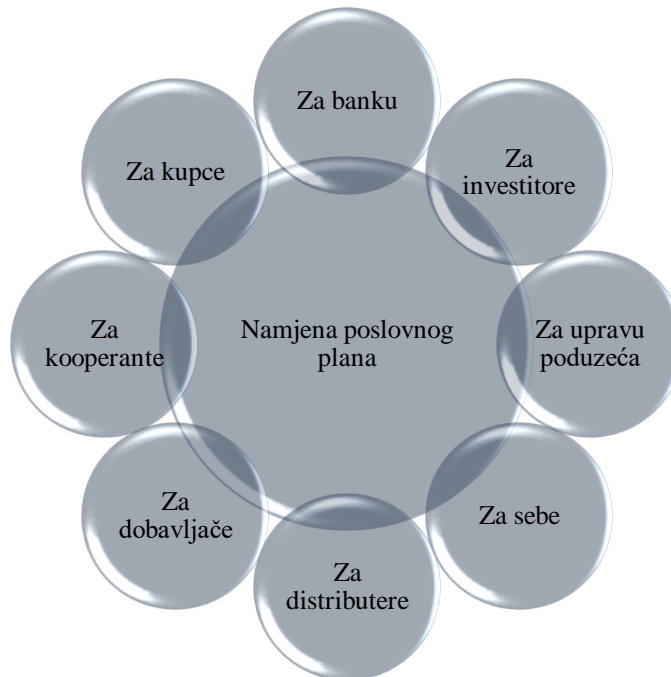 Za banku
Za
investitore
Za upravu
poduzeća
Za sebe
Za
distributere
Za
dobavljače
Za
kooperante
Za kupce
Namjena poslovnog
plana